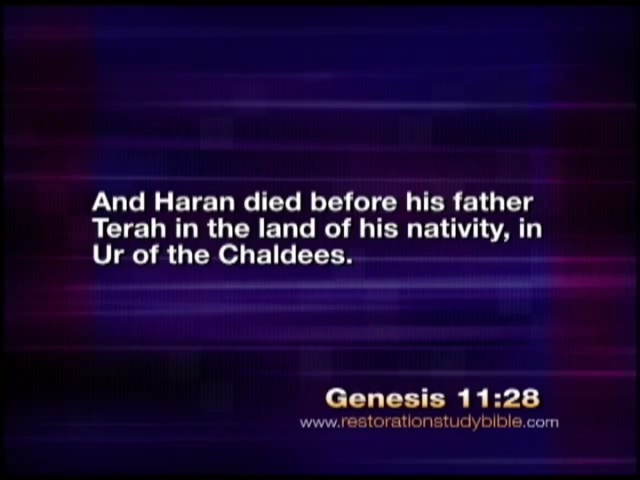 And Haran died before his father
Terah in the land of his nativity, in
Ur of the Chaldees.
Genesis 11:28
www.restorationstudybible.com